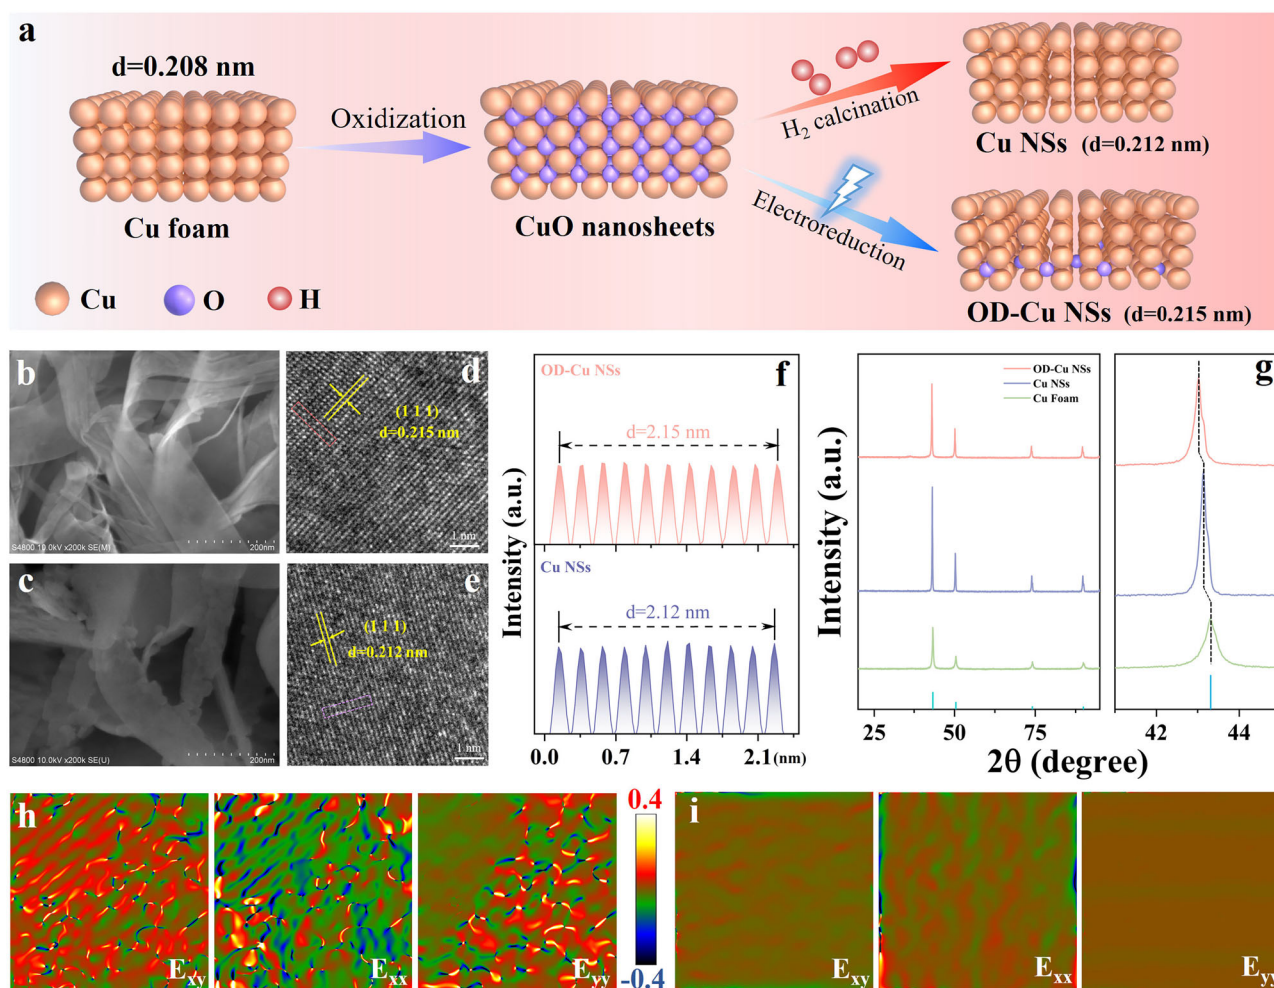 a
d=0.208 nm
Oxidization
H₂ calcination
Electroreduction
Cu foam
CuO nanosheets
Cu NSs (d=0.212 nm)
OD-Cu NSs (d=0.215 nm)
Cu
O
H
b
S4800 10.0kV x200k SE(M)
200nm
c
S4800 10.0kV x200k SE(U)
200nm
d
(1 1 1)
d=0.215 nm
1 nm
e
(1 1 1)
d=0.212 nm
1 nm
f
OD-Cu NSs
d=2.15 nm
Cu NSs
d=2.12 nm
Intensity (a.u.)
0.0 0.7 1.4 2.1 (nm)
g
OD-Cu NSs
Cu NSs
Cu Foam
Intensity (a.u.)
25 50 75 42 44
2θ (degree)
h
Exy
Exx
Eyy
0.4
-0.4
i
Exy
Exx
Eyy